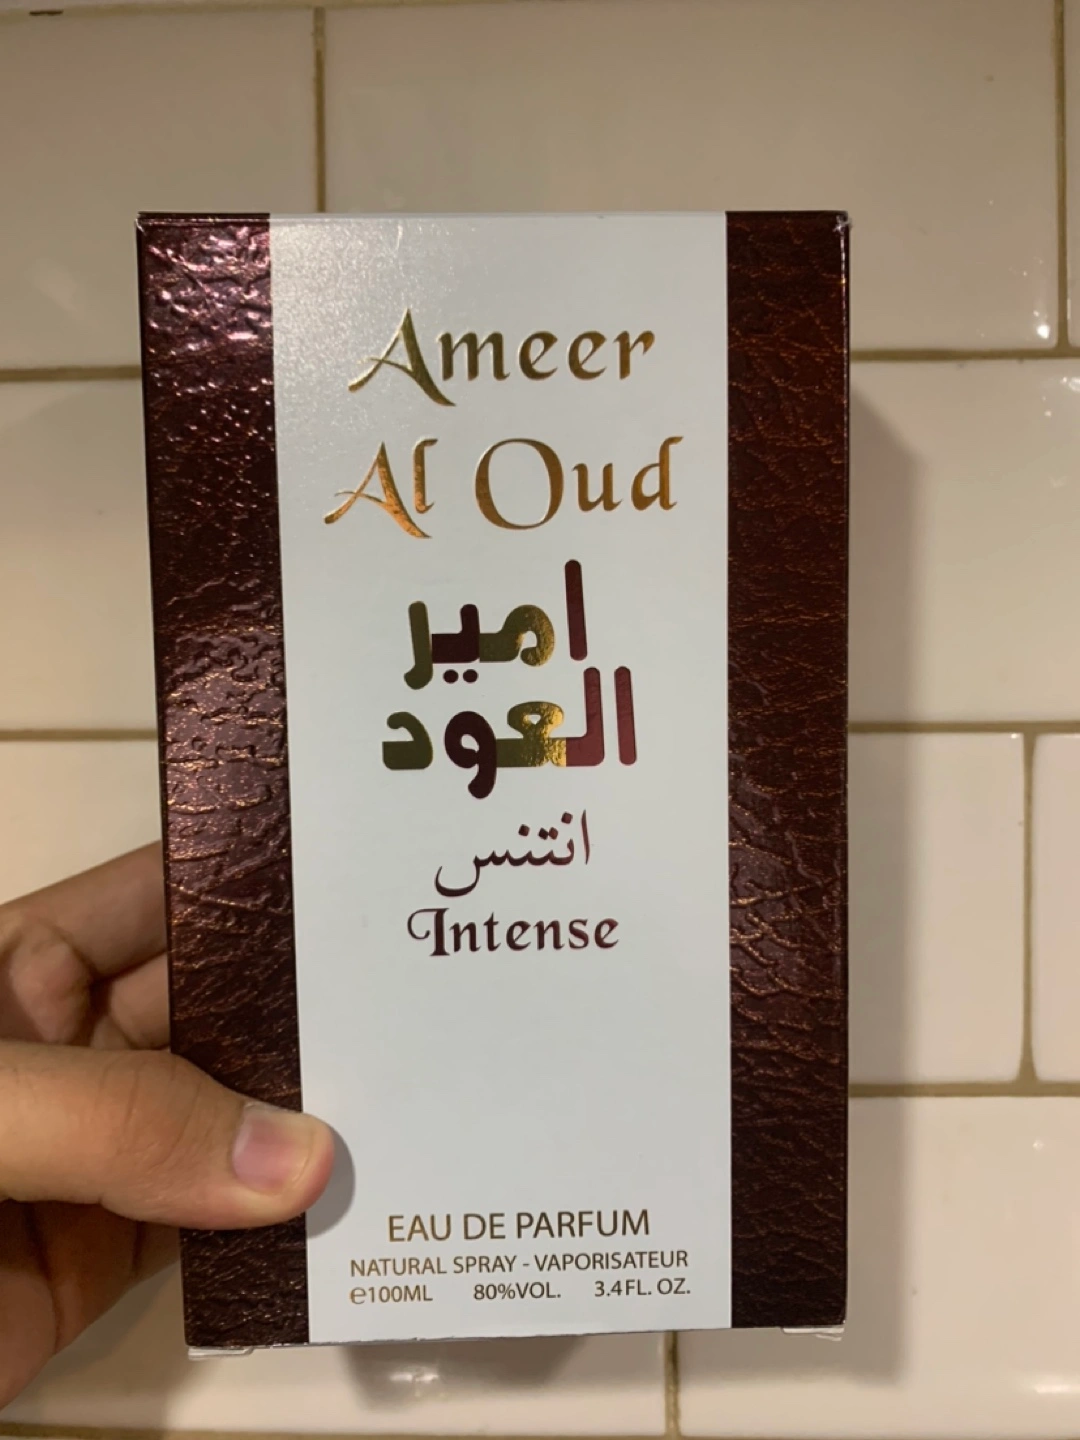 Ameer
Al Oud
امير
العود
انتنس
Intense
EAU DE PARFUM
NATURAL SPRAY - VAPORISATEUR
℮100ML 80%VOL. 3.4FL. OZ.